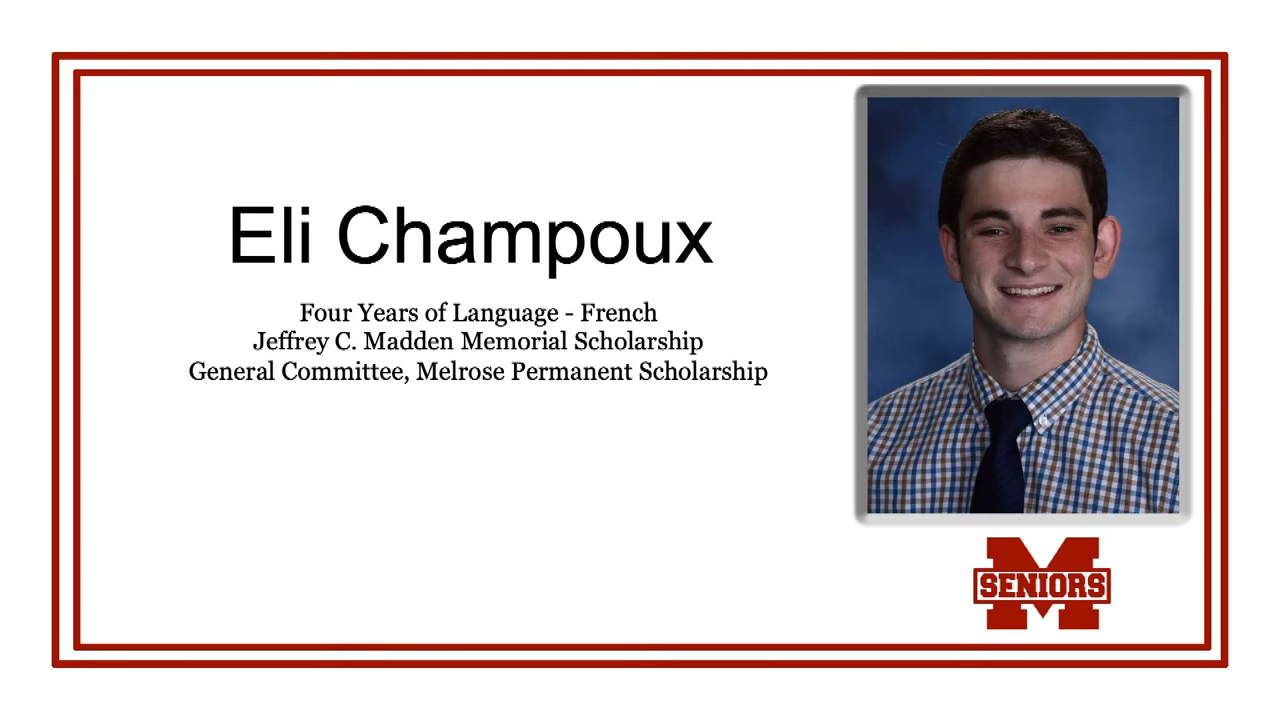 Eli Champoux
Four Years of Language - French
Jeffrey C. Madden Memorial Scholarship
General Committee, Melrose Permanent Scholarship
M
SENIORS